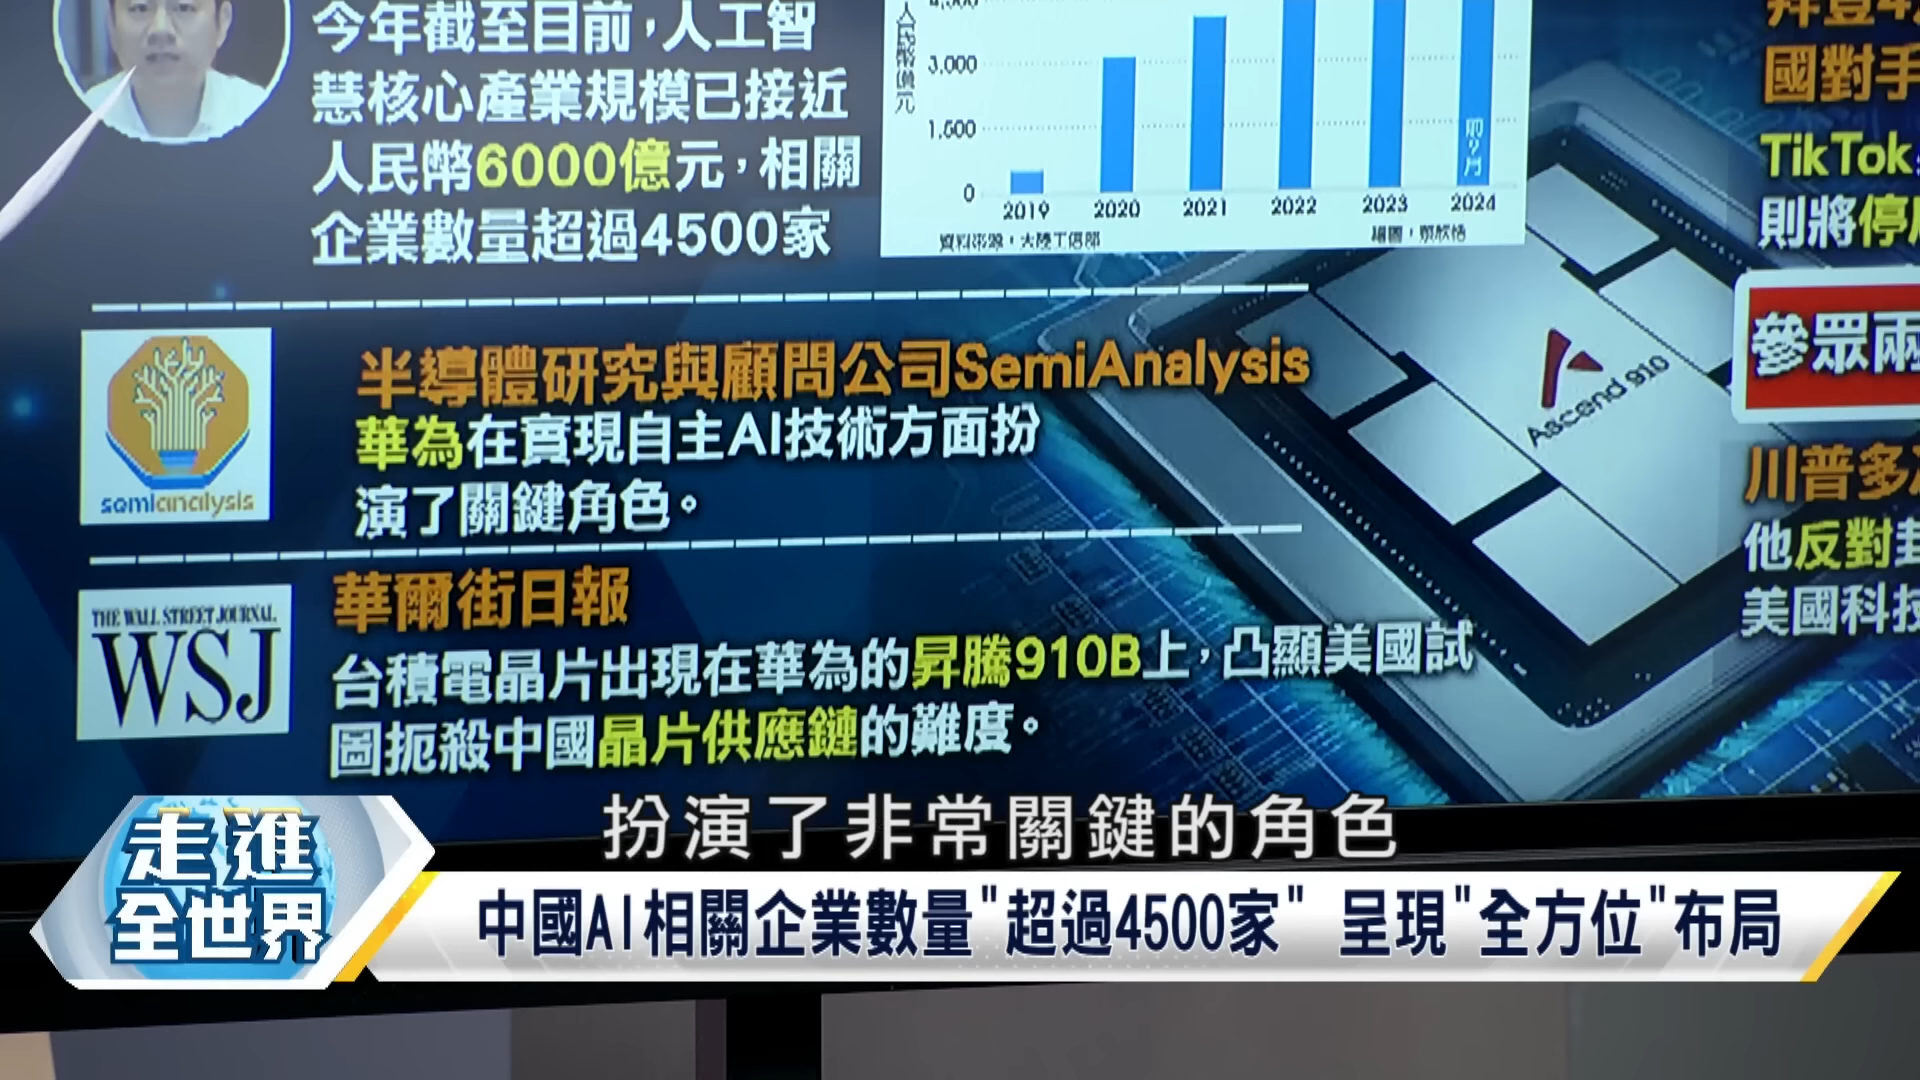 今年截至目前,人工智
慧核心產業規模已接近
人民幣6000億元,相關
企業數量超過4500家
人民幣億元
4,500
3,000
1,500
0
2019
2020
2021
2022
2023
2024
前9月
資料來源,大陸工信部
semianalysis
半導體研究與顧問公司SemiAnalysis
華為在實現自主AI技術方面扮
演了關鍵角色。
THE WALL STREET JOURNAL.
WSJ
華爾街日報
台積電晶片出現在華為的昇騰910B上,凸顯美國試
圖扼殺中國晶片供應鏈的難度。
Ascend 910
國對手
TikTok
則將停
參眾兩
川普多
他反對
美國科技
扮演了非常關鍵的角色
走進
全世界
中國AI相關企業數量"超過4500家" 呈現"全方位"布局